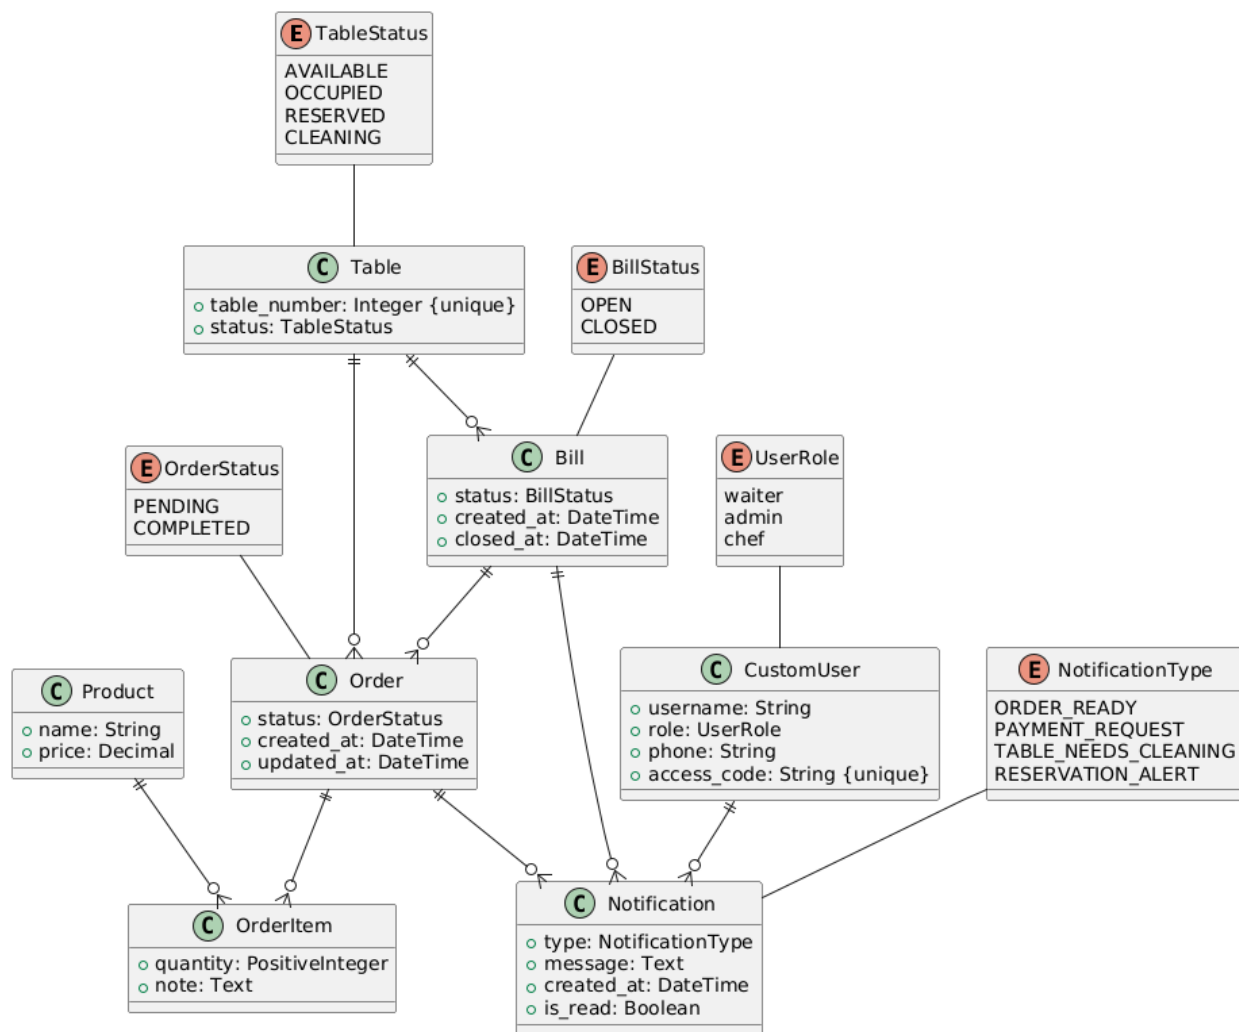 E TableStatus
AVAILABLE
OCCUPIED
RESERVED
CLEANING
C Table
table_number: Integer {unique}
status: TableStatus
E BillStatus
OPEN
CLOSED
E OrderStatus
PENDING
COMPLETED
C Bill
status: BillStatus
created_at: DateTime
closed_at: DateTime
E UserRole
waiter
admin
chef
C Product
name: String
price: Decimal
C Order
status: OrderStatus
created_at: DateTime
updated_at: DateTime
C CustomUser
username: String
role: UserRole
phone: String
access_code: String {unique}
E NotificationType
ORDER_READY
PAYMENT_REQUEST
TABLE_NEEDS_CLEANING
RESERVATION_ALERT
C OrderItem
quantity: PositiveInteger
note: Text
C Notification
type: NotificationType
message: Text
created_at: DateTime
is_read: Boolean